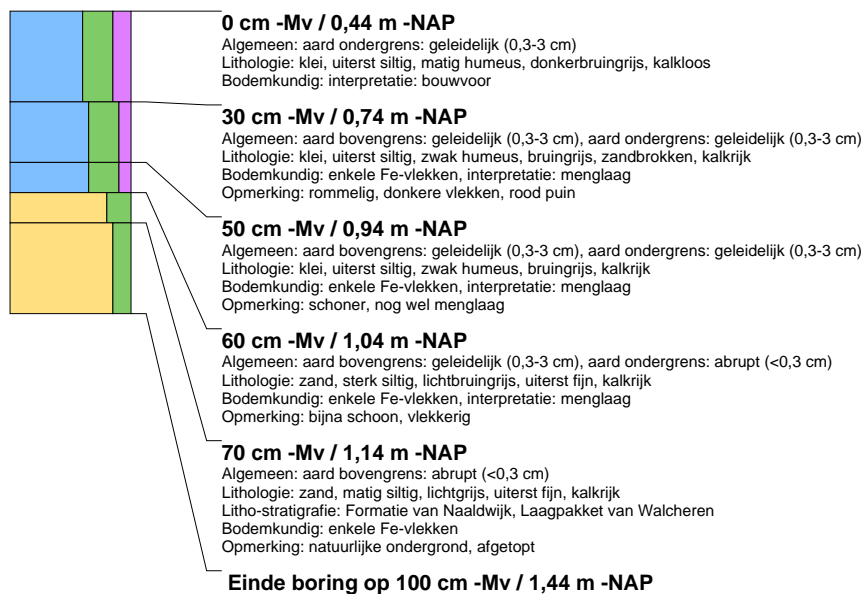 0 cm -Mv / 0,44 m -NAP
Algemeen: aard ondergrens: geleidelijk (0,3-3 cm)
Lithologie: klei, uiterst siltig, matig humeus, donkerbruingrijs, kalkloos
Bodemkundig: interpretatie: bouwvoor
30 cm -Mv / 0,74 m -NAP
Algemeen: aard bovengrens: geleidelijk (0,3-3 cm), aard ondergrens: geleidelijk (0,3-3 cm)
Lithologie: klei, uiterst siltig, zwak humeus, bruingrijs, zandbrokken, kalkrijk
Bodemkundig: enkele Fe-vlekken, interpretatie: menglaag
Opmerking: rommelig, donkere vlekken, rood puin
50 cm -Mv / 0,94 m -NAP
Algemeen: aard bovengrens: geleidelijk (0,3-3 cm), aard ondergrens: geleidelijk (0,3-3 cm)
Lithologie: klei, uiterst siltig, zwak humeus, bruingrijs, kalkrijk
Bodemkundig: enkele Fe-vlekken, interpretatie: menglaag
Opmerking: schoner, nog wel menglaag
60 cm -Mv / 1,04 m -NAP
Algemeen: aard bovengrens: geleidelijk (0,3-3 cm), aard ondergrens: abrupt (<0,3 cm)
Lithologie: zand, sterk siltig, lichtbruingrijs, uiterst fijn, kalkrijk
Bodemkundig: enkele Fe-vlekken, interpretatie: menglaag
Opmerking: bijna schoon, vlekkerig
70 cm -Mv / 1,14 m -NAP
Algemeen: aard bovengrens: abrupt (<0,3 cm)
Lithologie: zand, matig siltig, lichtgrijs, uiterst fijn, kalkrijk
Litho-stratigrafie: Formatie van Naaldwijk, Laagpakket van Walcheren
Bodemkundig: enkele Fe-vlekken
Opmerking: natuurlijke ondergrond, afgetopt
Einde boring op 100 cm -Mv / 1,44 m -NAP